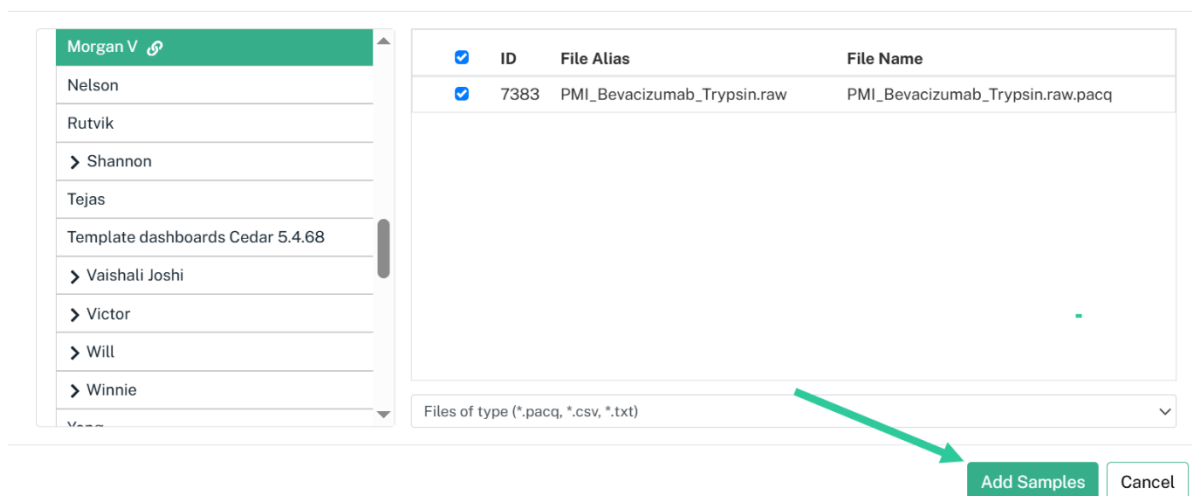 Morgan V
Nelson
Rutvik
Shannon
Tejas
Template dashboards Cedar 5.4.68
Vaishali Joshi
Victor
Will
Winnie
ID File Alias File Name
7383 PMI_Bevacizumab_Trypsin.raw PMI_Bevacizumab_Trypsin.raw.pacq
Files of type (*.pacq, *.csv, *.txt)
Add Samples Cancel